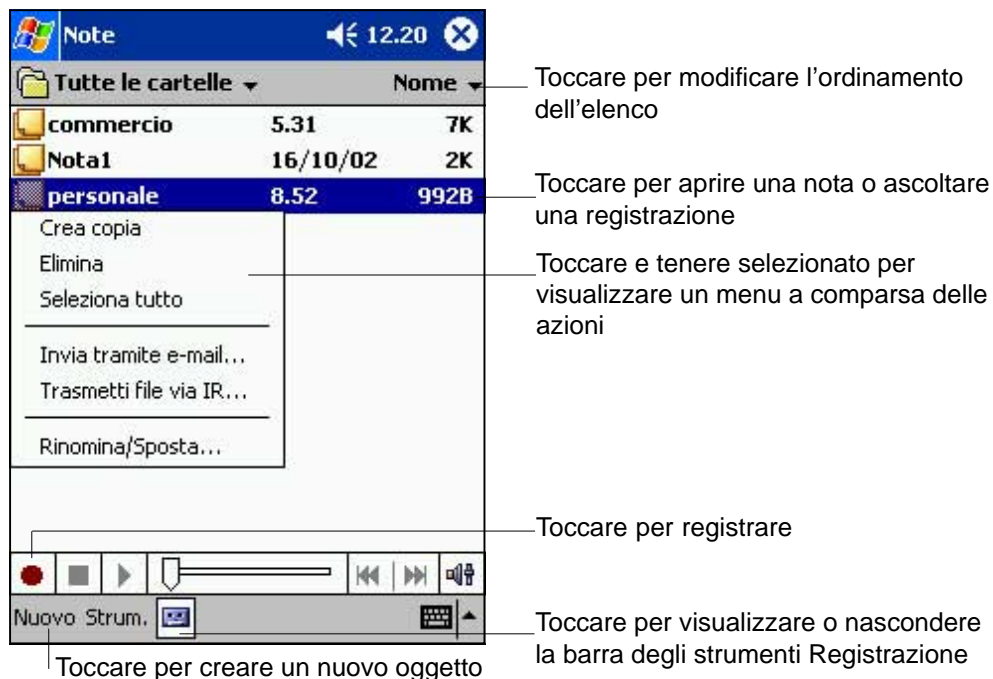 Note 12.20
Tutte le cartelle Nome
commercio 5.31 7K
Nota1 16/10/02 2K
personale 8.52 992B
Crea copia
Elimina
Seleziona tutto
Invia tramite e-mail...
Trasmetti file via IR...
Rinomina/Sposta...
Nuovo Strum.
Toccare per modificare l'ordinamento
dell'elenco
Toccare per aprire una nota o ascoltare
una registrazione
Toccare e tenere selezionato per
visualizzare un menu a comparsa delle
azioni
Toccare per registrare
Toccare per visualizzare o nascondere
la barra degli strumenti Registrazione
Toccare per creare un nuovo oggetto